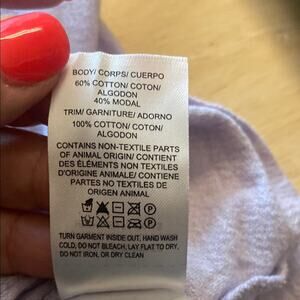 BODY/ CORPS/ CUERPO
60% COTTON/ COTON/
ALGODON
40% MODAL
TRIM/ GARNITURE/ ADORNO
100% COTTON/ COTON/
ALGODON
CONTAINS NON-TEXTILE PARTS
OF ANIMAL ORIGIN/ CONTIENT
DES ÉLÉMENTS NON TEXTILES
D'ORIGINE ANIMALE/ CONTIENE
PARTES NO TEXTILES DE
ORIGEN ANIMAL
TURN GARMENT INSIDE OUT, HAND WASH
COLD, DO NOT BLEACH, LAY FLAT TO DRY,
DO NOT IRON, OR DRY CLEAN